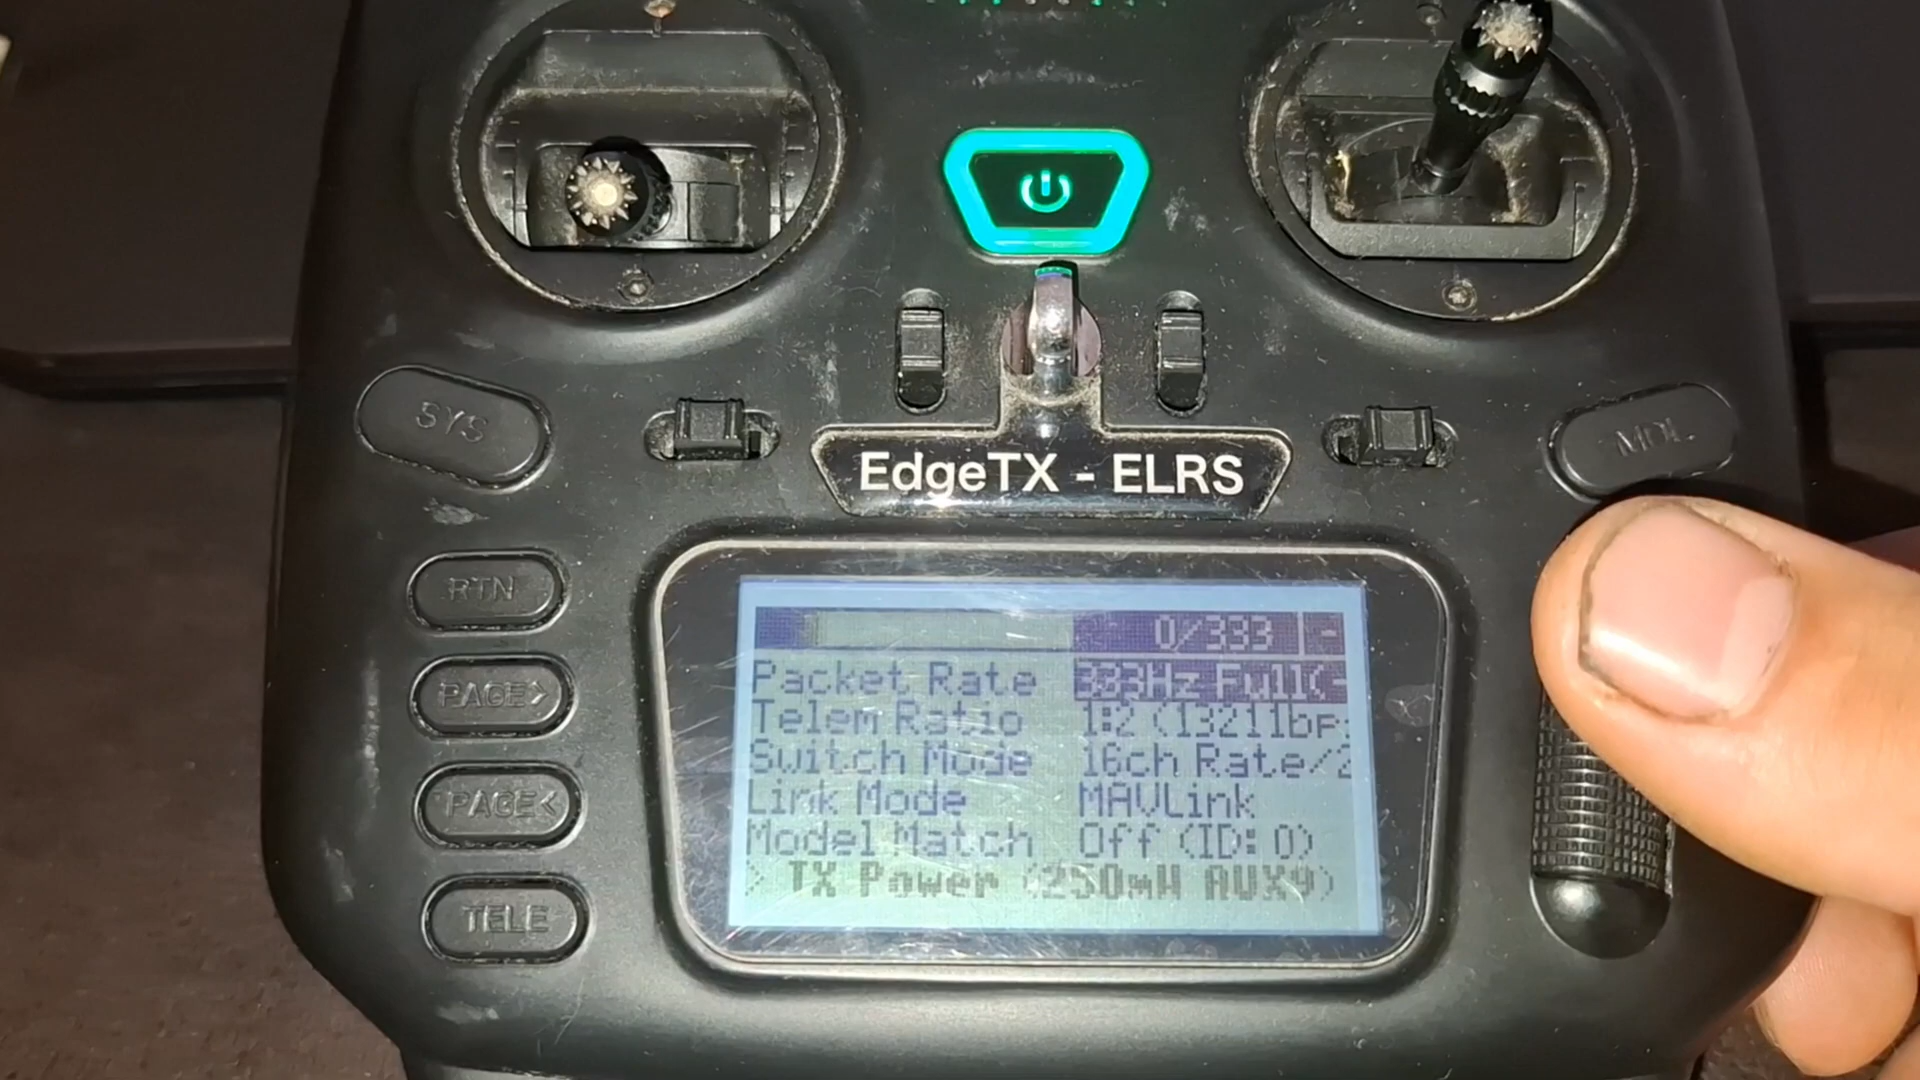 SYS
MDL
EdgeTX - ELRS
RTN
PAGE>
PAGE<
TELE
0/333 | -
Packet Rate 333Hz Full(-
Telem Ratio 1:2 (13211bp
Switch Mode 16ch Rate/2
Link Mode MAVLink
Model Match Off (ID: 0)
> TX Power (250mW AUX9)